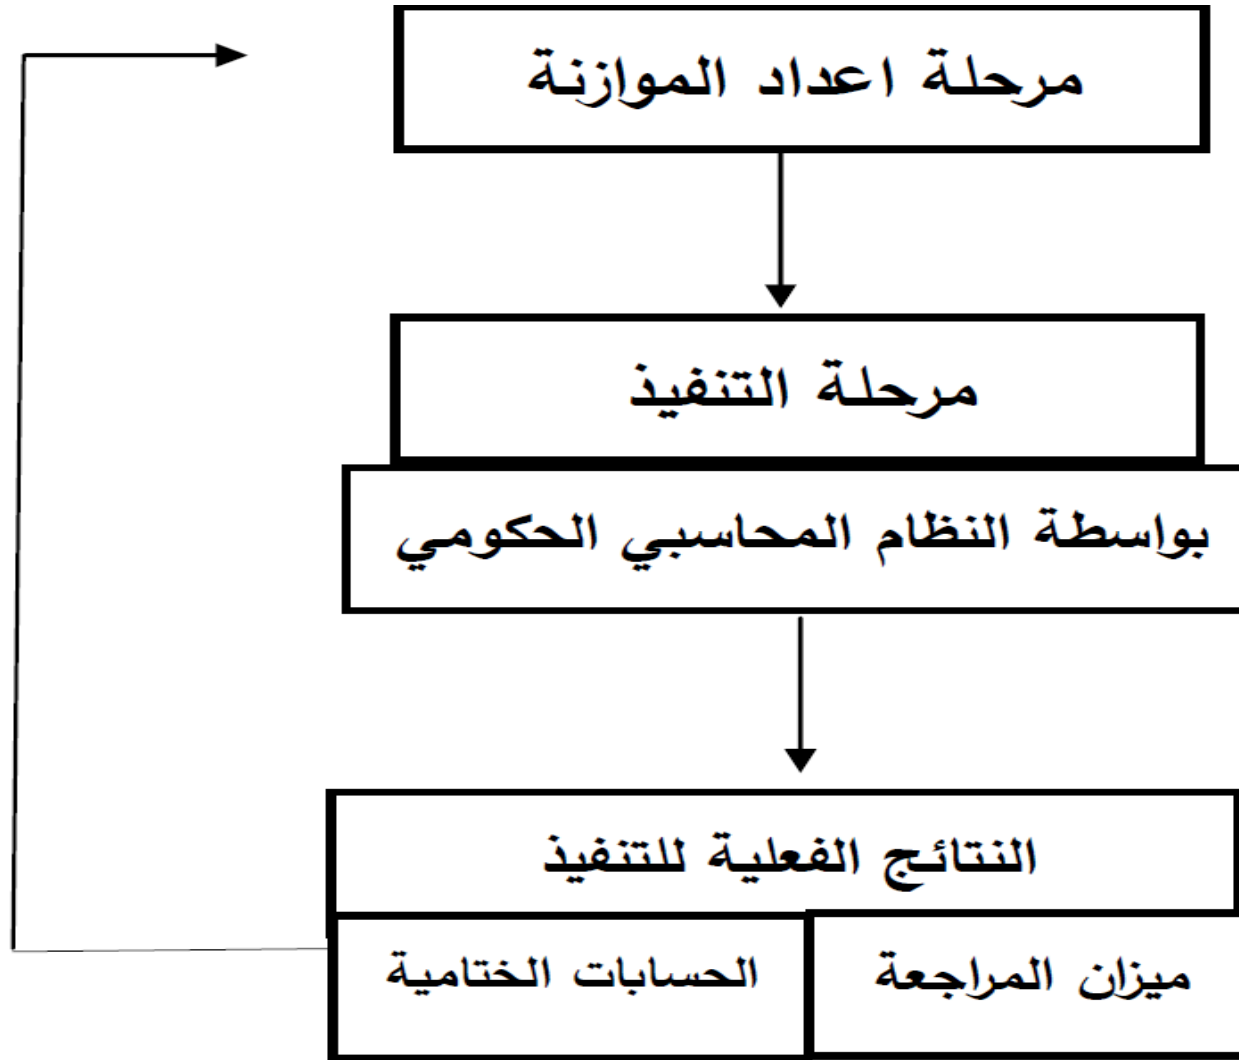 مرحلة اعداد الموازنة
مرحلة التنفيذ
بواسطة النظام المحاسبي الحكومي
النتائج الفعلية للتنفيذ
ميزان المراجعة
الحسابات الختامية